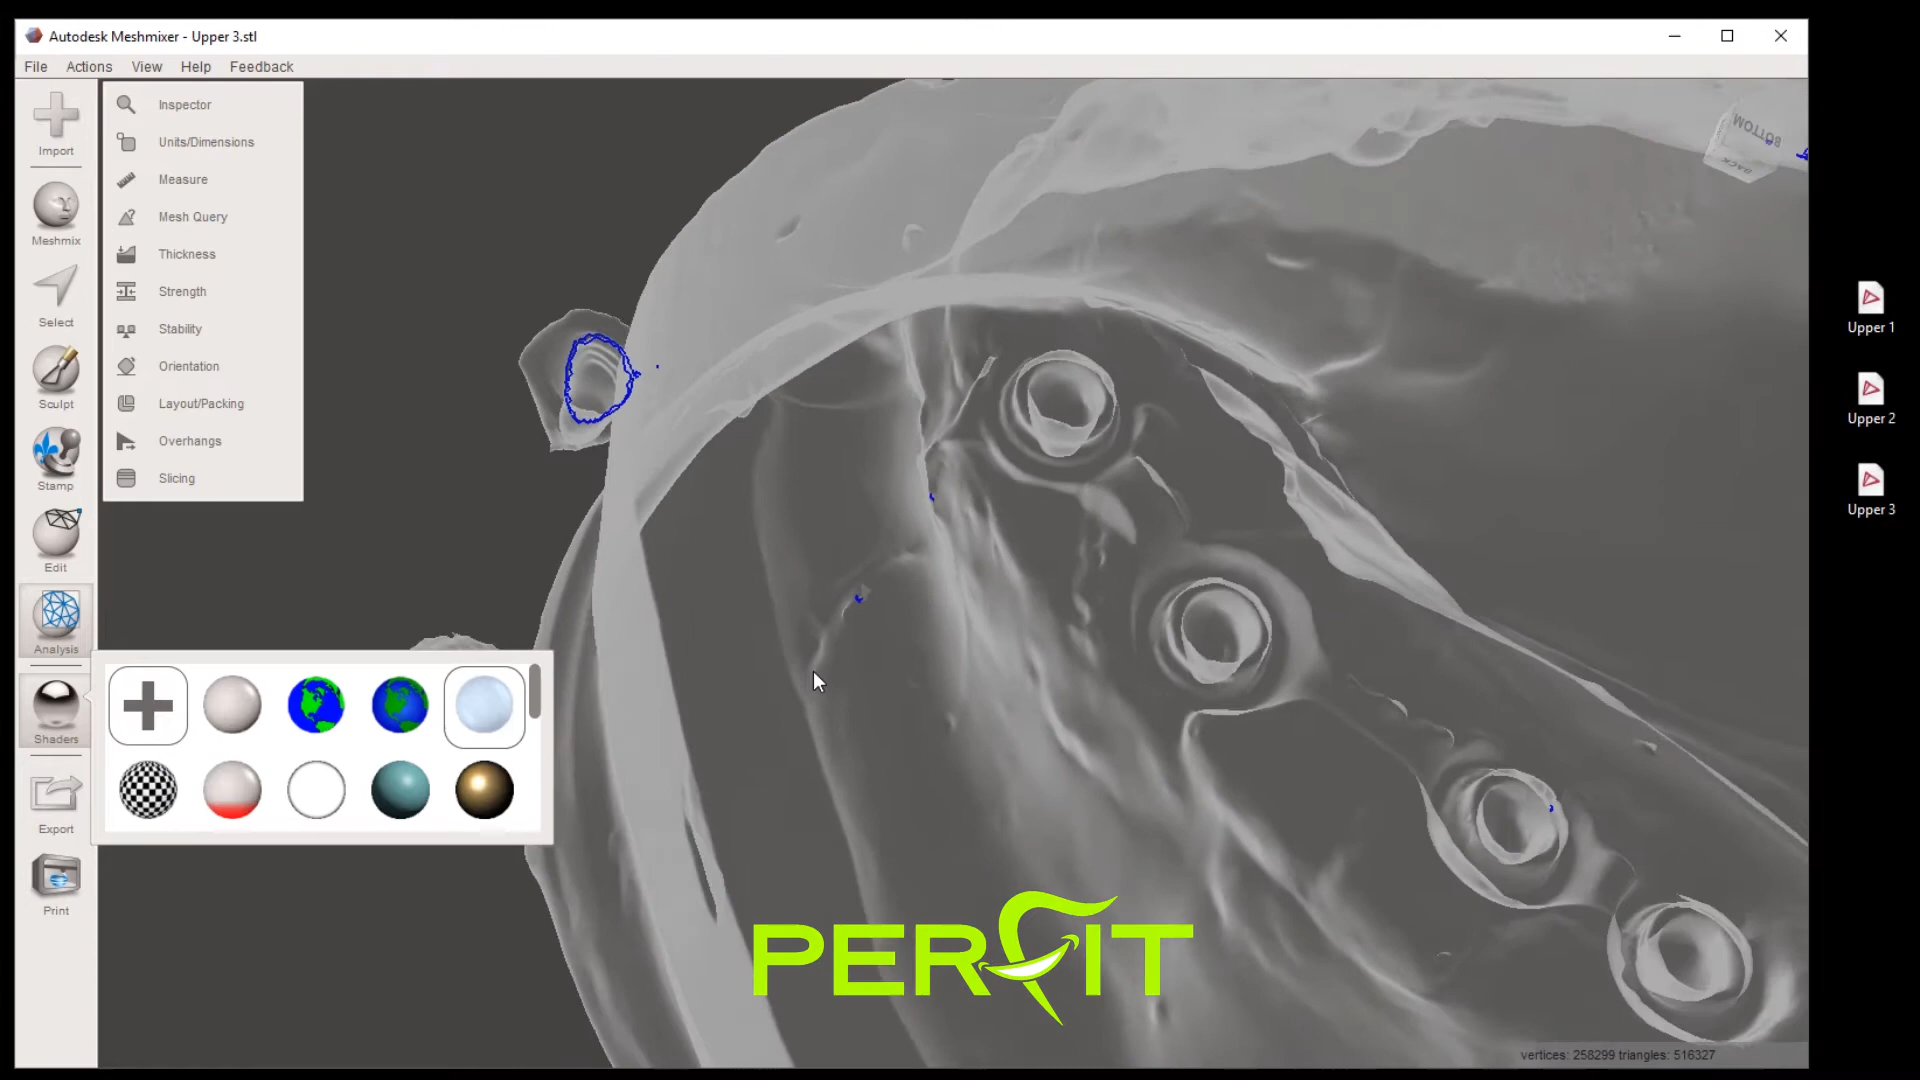 Autodesk Meshmixer - Upper 3.stl
File Actions View Help Feedback
Import
Meshmix
Select
Sculpt
Stamp
Edit
Analysis
Shaders
Export
Print
Inspector
Units/Dimensions
Measure
Mesh Query
Thickness
Strength
Stability
Orientation
Layout/Packing
Overhangs
Slicing
BOTTOM
BACK
Upper 1
Upper 2
Upper 3
PERFIT
vertices: 258299 triangles: 516327